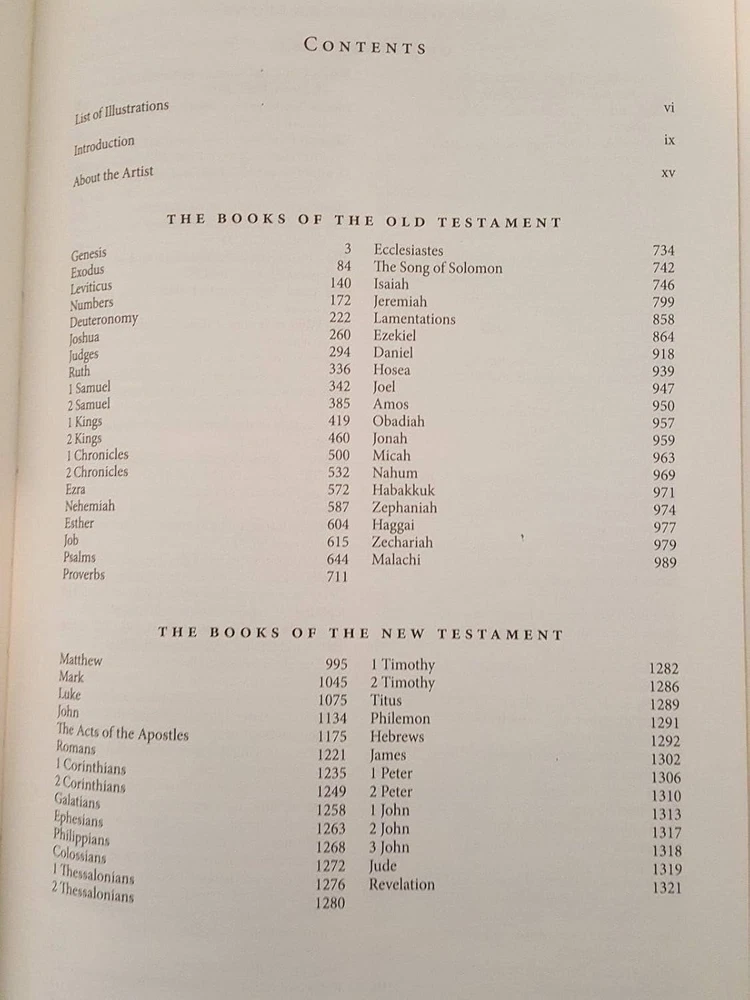 CONTENTS
List of Illustrations vi
Introduction ix
About the Artist xv
THE BOOKS OF THE OLD TESTAMENT
Genesis 3
Exodus 84
Leviticus 140
Numbers 172
Deuteronomy 222
Joshua 260
Judges 294
Ruth 336
1 Samuel 342
2 Samuel 385
1 Kings 419
2 Kings 460
1 Chronicles 500
2 Chronicles 532
Ezra 572
Nehemiah 587
Esther 604
Job 615
Psalms 644
Proverbs 711
Ecclesiastes 734
The Song of Solomon 742
Isaiah 746
Jeremiah 799
Lamentations 858
Ezekiel 864
Daniel 918
Hosea 939
Joel 947
Amos 950
Obadiah 957
Jonah 959
Micah 963
Nahum 969
Habakkuk 971
Zephaniah 974
Haggai 977
Zechariah 979
Malachi 989
THE BOOKS OF THE NEW TESTAMENT
Matthew 995
Mark 1045
Luke 1075
John 1134
The Acts of the Apostles 1175
Romans 1221
1 Corinthians 1235
2 Corinthians 1249
Galatians 1258
Ephesians 1263
Philippians 1268
Colossians 1272
1 Thessalonians 1276
2 Thessalonians 1280
1 Timothy 1282
2 Timothy 1286
Titus 1289
Philemon 1291
Hebrews 1292
James 1302
1 Peter 1306
2 Peter 1310
1 John 1313
2 John 1317
3 John 1318
Jude 1319
Revelation 1321